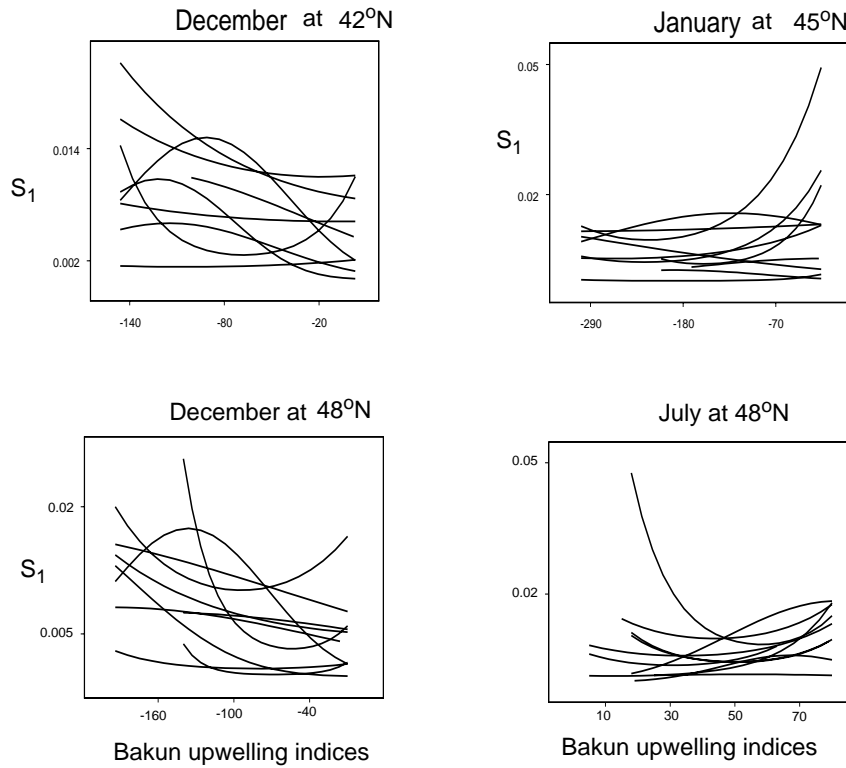 December at 42°N
January at 45°N
S1
0.014
0.002
-140 -80 -20
S1
0.05
0.02
-290 -180 -70
December at 48°N
July at 48°N
S1
0.02
0.005
-160 -100 -40
Bakun upwelling indices
0.05
0.02
10 30 50 70
Bakun upwelling indices